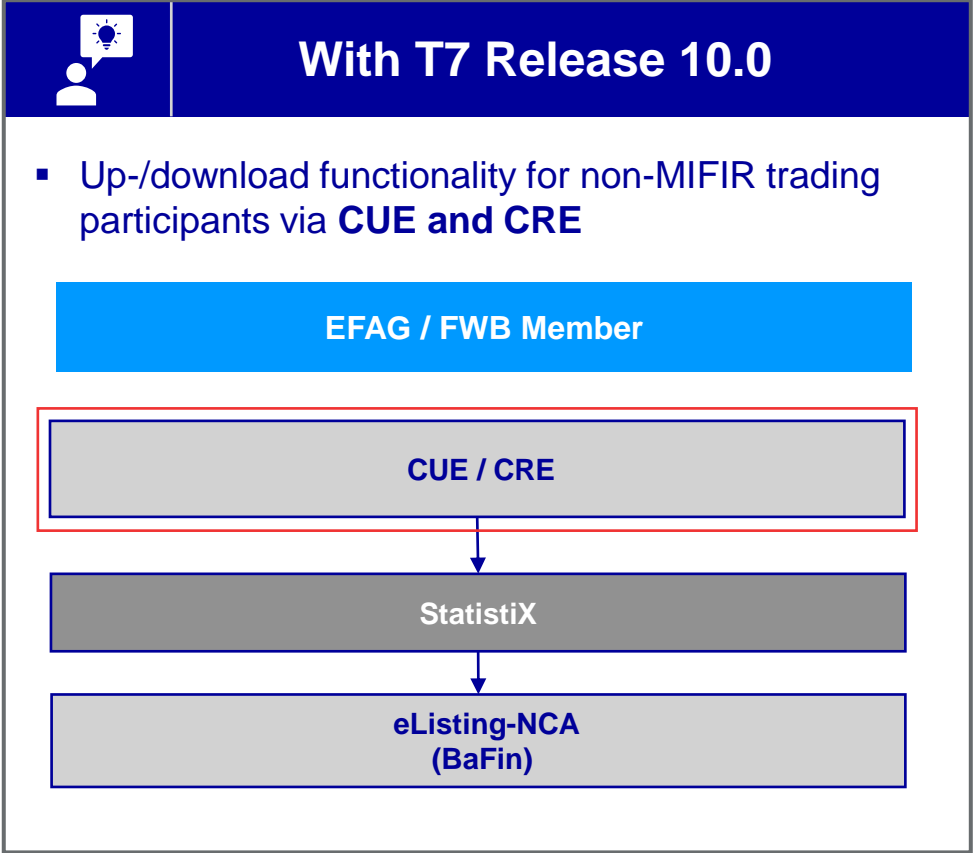 With T7 Release 10.0
▪ Up-/download functionality for non-MIFIR trading
participants via CUE and CRE
EFAG / FWB Member
CUE / CRE
StatistiX
eListing-NCA
(BaFin)